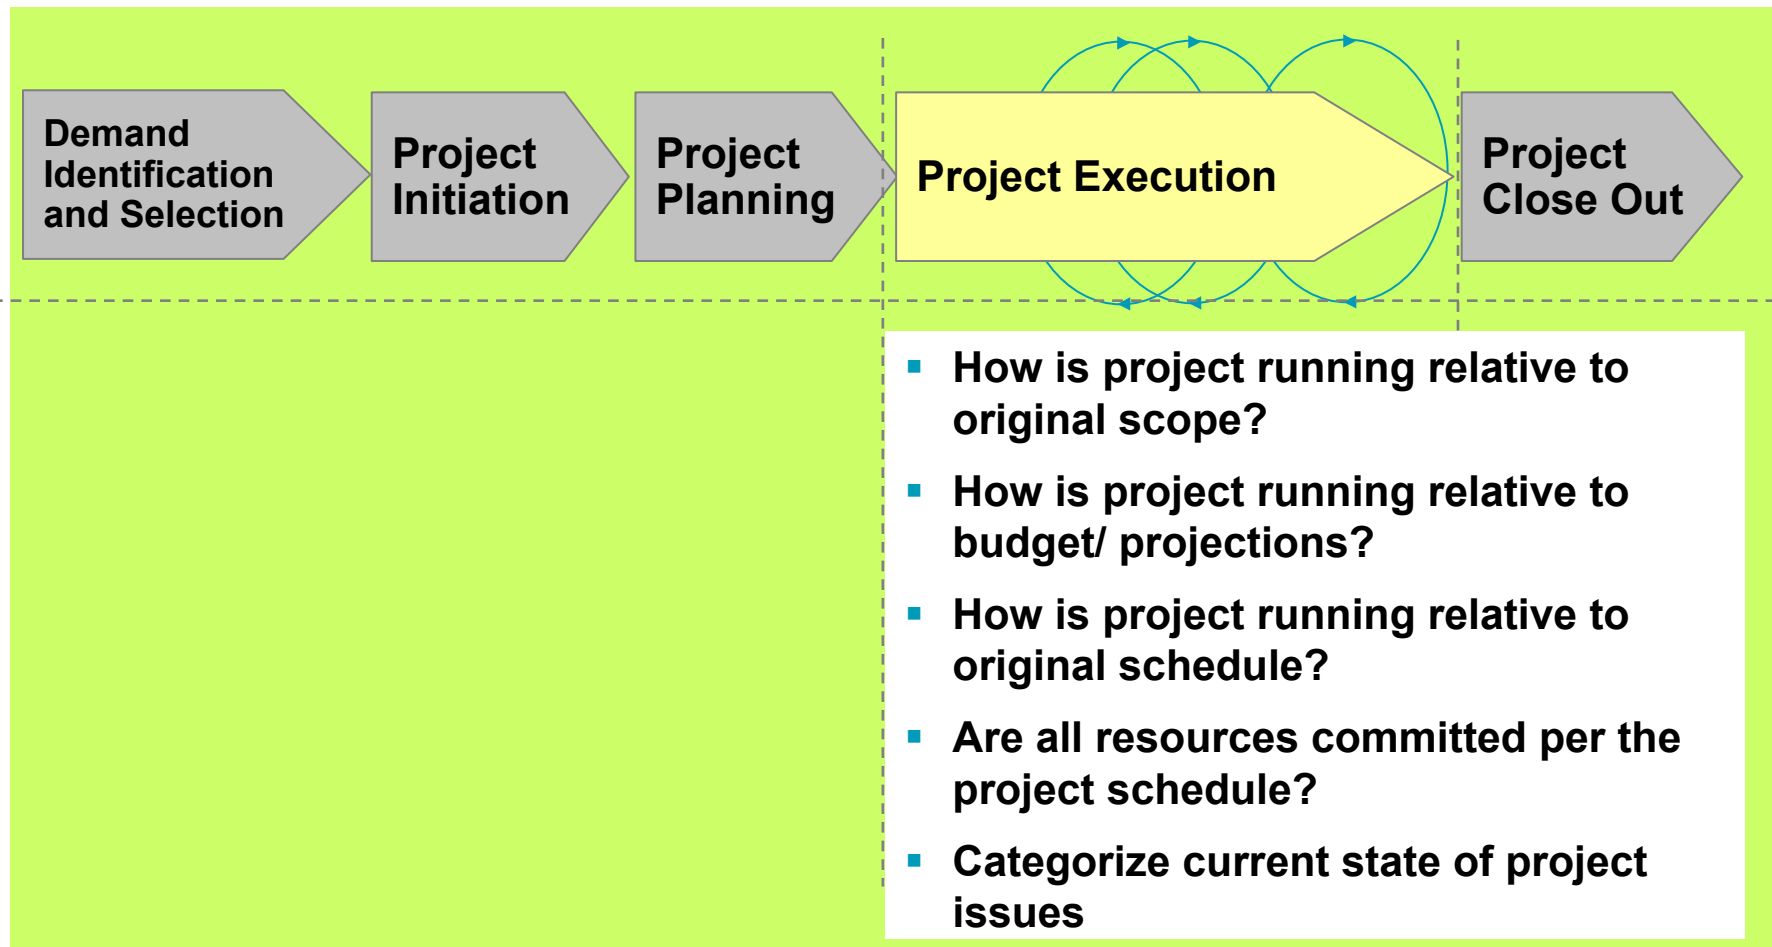 Demand
Identification
and Selection
Project
Initiation
Project
Planning
Project Execution
Project
Close Out
How is project running relative to
original scope?
How is project running relative to
budget/ projections?
How is project running relative to
original schedule?
Are all resources committed per the
project schedule?
Categorize current state of project
issues